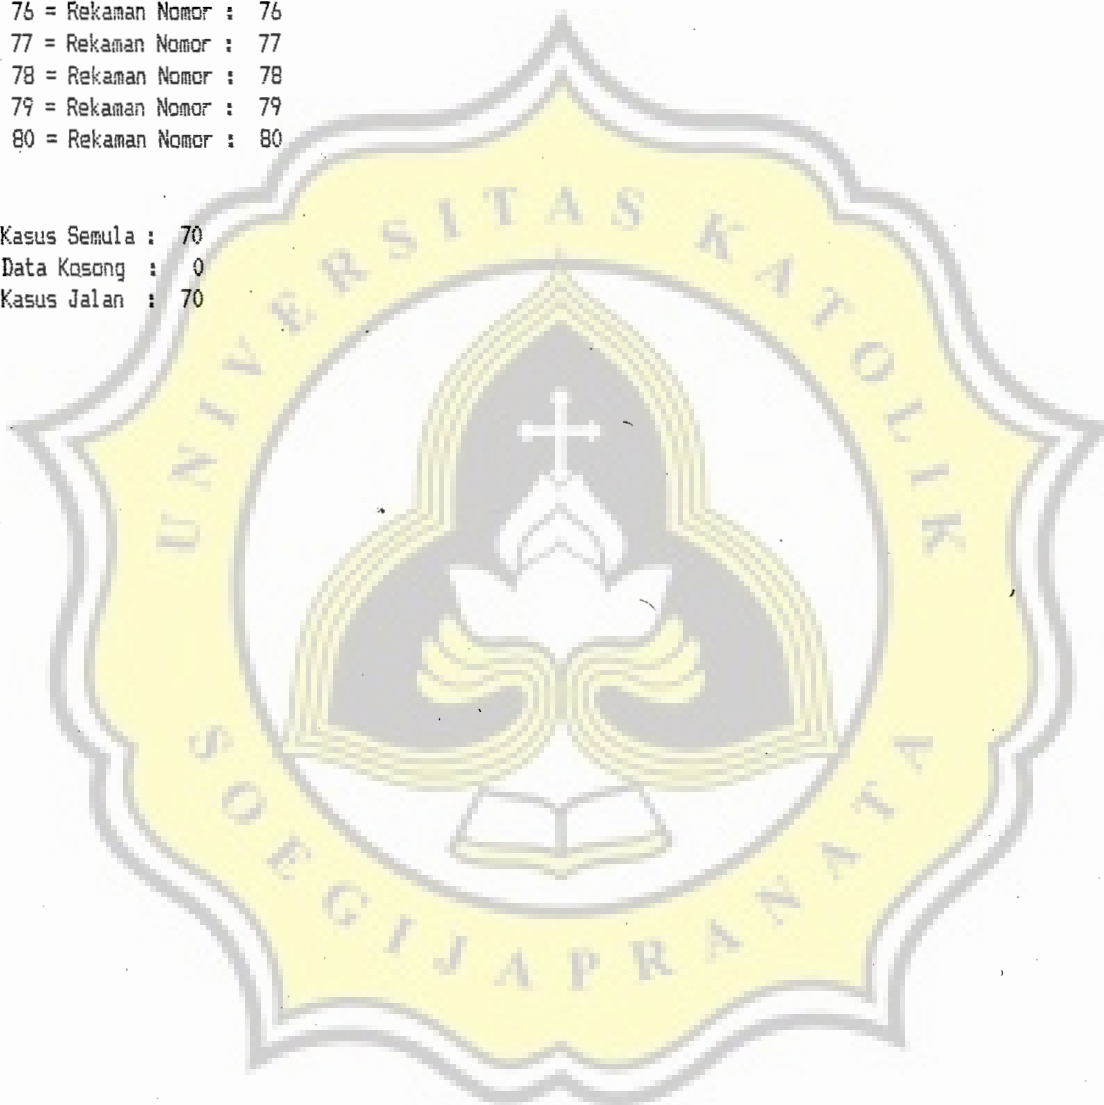 76 = Rekaman Nomor : 76
77 = Rekaman Nomor : 77
78 = Rekaman Nomor : 78
79 = Rekaman Nomor : 79
80 = Rekaman Nomor : 80
Kasus Semula : 70
Data Kosong : 0
Kasus Jalan : 70
UNIVERSITAS KATOLIK
SOEGIJAPRANATA